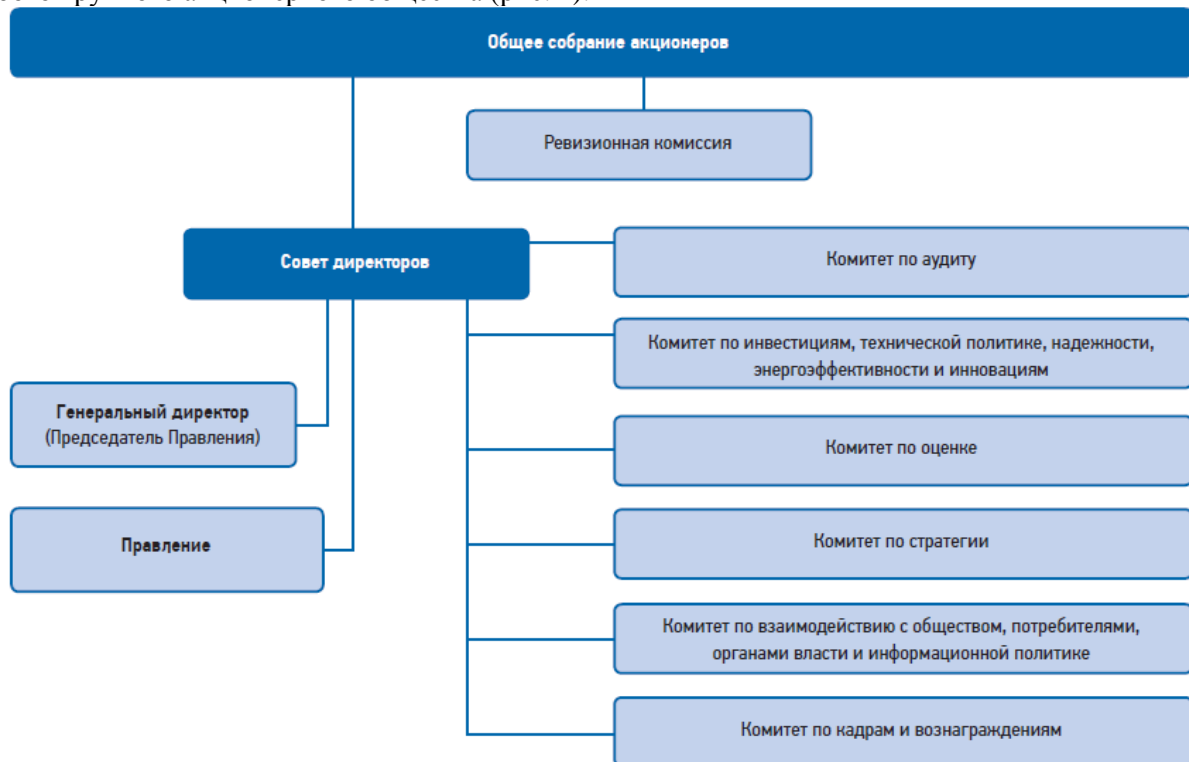 Общее собрание акционеров
Ревизионная комиссия
Совет директоров
Комитет по аудиту
Комитет по инвестициям, технической политике, надежности,
энергоэффективности и инновациям
Генеральный директор
(Председатель Правления)
Комитет по оценке
Правление
Комитет по стратегии
Комитет по взаимодействию с обществом, потребителями,
органами власти и информационной политике
Комитет по кадрам и вознаграждениям